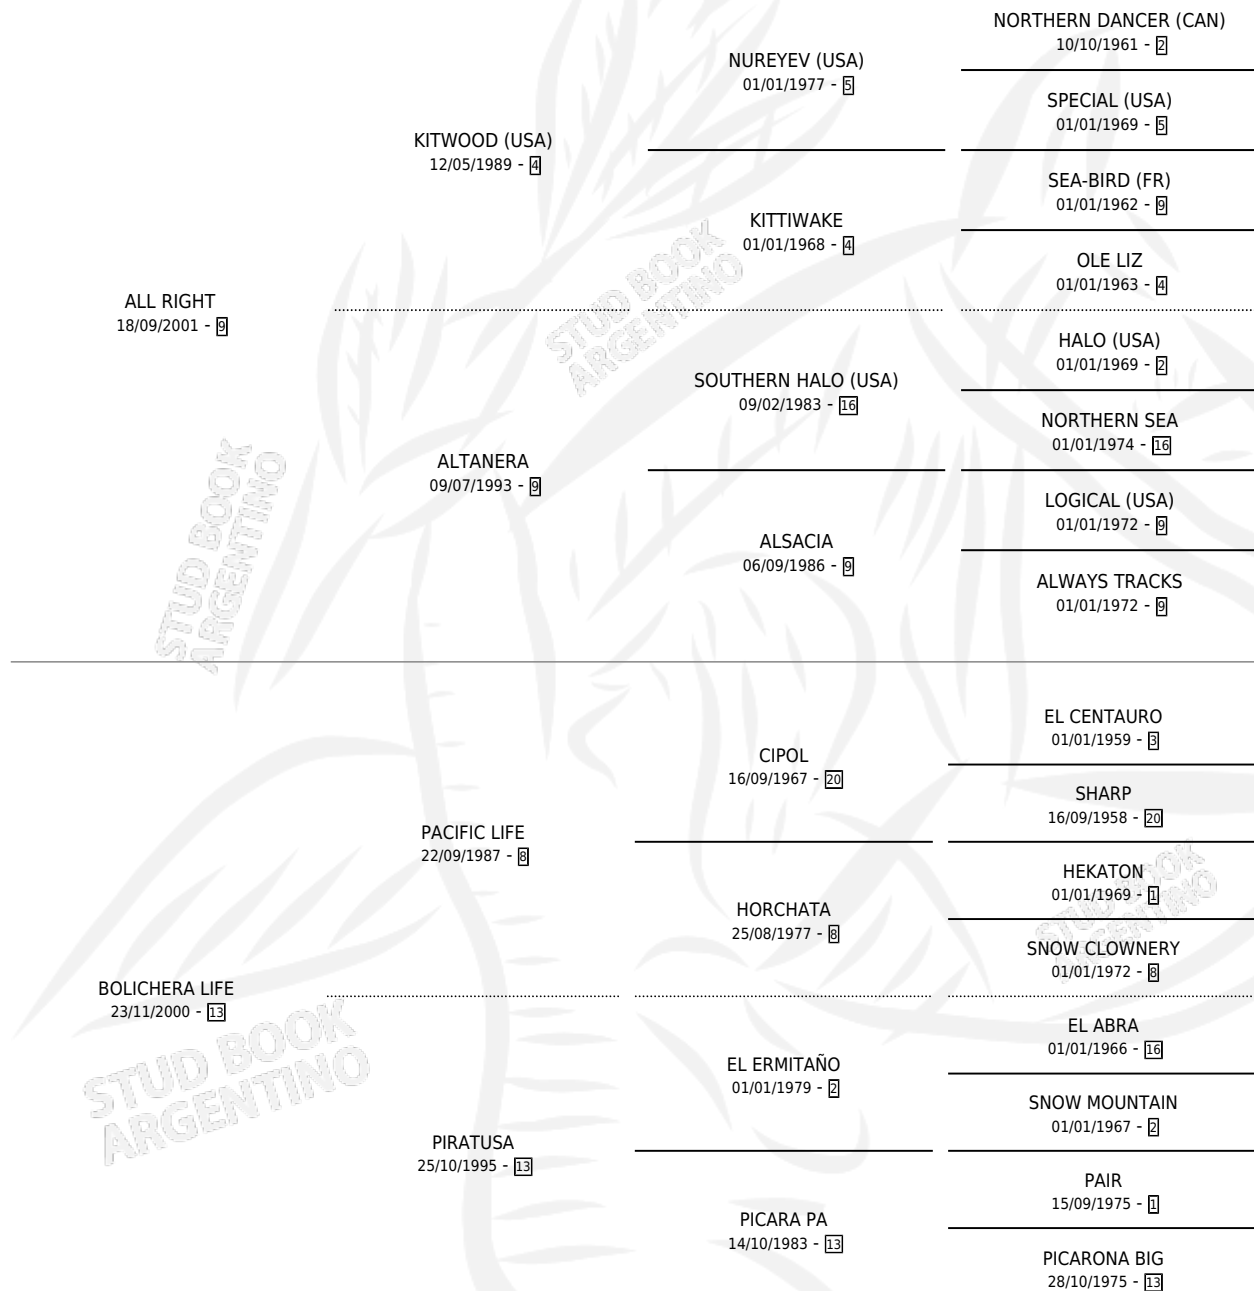 NORTHERN DANCER (CAN)
10/10/1961 - 2
NUREYEV (USA)
01/01/1977 - 5
SPECIAL (USA)
01/01/1969 - 5
KITWOOD (USA)
12/05/1989 - 4
SEA-BIRD (FR)
01/01/1962 - 9
KITTIWAKE
01/01/1968 - 4
OLE LIZ
01/01/1963 - 4
ALL RIGHT
18/09/2001 - 9
HALO (USA)
01/01/1969 - 2
SOUTHERN HALO (USA)
09/02/1983 - 16
NORTHERN SEA
01/01/1974 - 16
ALTANERA
09/07/1993 - 9
LOGICAL (USA)
01/01/1972 - 9
ALSACIA
06/09/1986 - 9
ALWAYS TRACKS
01/01/1972 - 9
EL CENTAURO
01/01/1959 - 3
CIPOL
16/09/1967 - 20
SHARP
16/09/1958 - 20
PACIFIC LIFE
22/09/1987 - 8
HEKATON
01/01/1969 - 1
HORCHATA
25/08/1977 - 8
SNOW CLOWNERY
01/01/1972 - 8
BOLICHERA LIFE
23/11/2000 - 13
EL ABRA
01/01/1966 - 16
EL ERMITAÑO
01/01/1979 - 2
SNOW MOUNTAIN
01/01/1967 - 2
PIRATUSA
25/10/1995 - 13
PAIR
15/09/1975 - 1
PICARA PA
14/10/1983 - 13
PICARONA BIG
28/10/1975 - 13
STUD BOOK
ARGENTINO
STUD BOOK
ARGENTINO
STUD BOOK
ARGENTINO
STUD BOOK
ARGENTINO